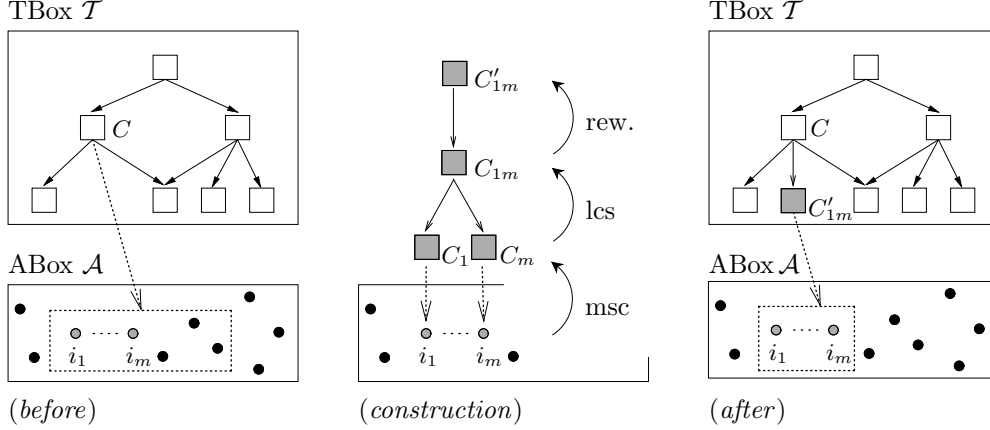 TBox 𝒯
C
ABox 𝒜
i₁ ····· iₘ
(before)
C′₁ₘ
rew.
C₁ₘ
lcs
C₁ Cₘ
msc
i₁ ····· iₘ
(construction)
TBox 𝒯
C
C′₁ₘ
ABox 𝒜
i₁ ····· iₘ
(after)